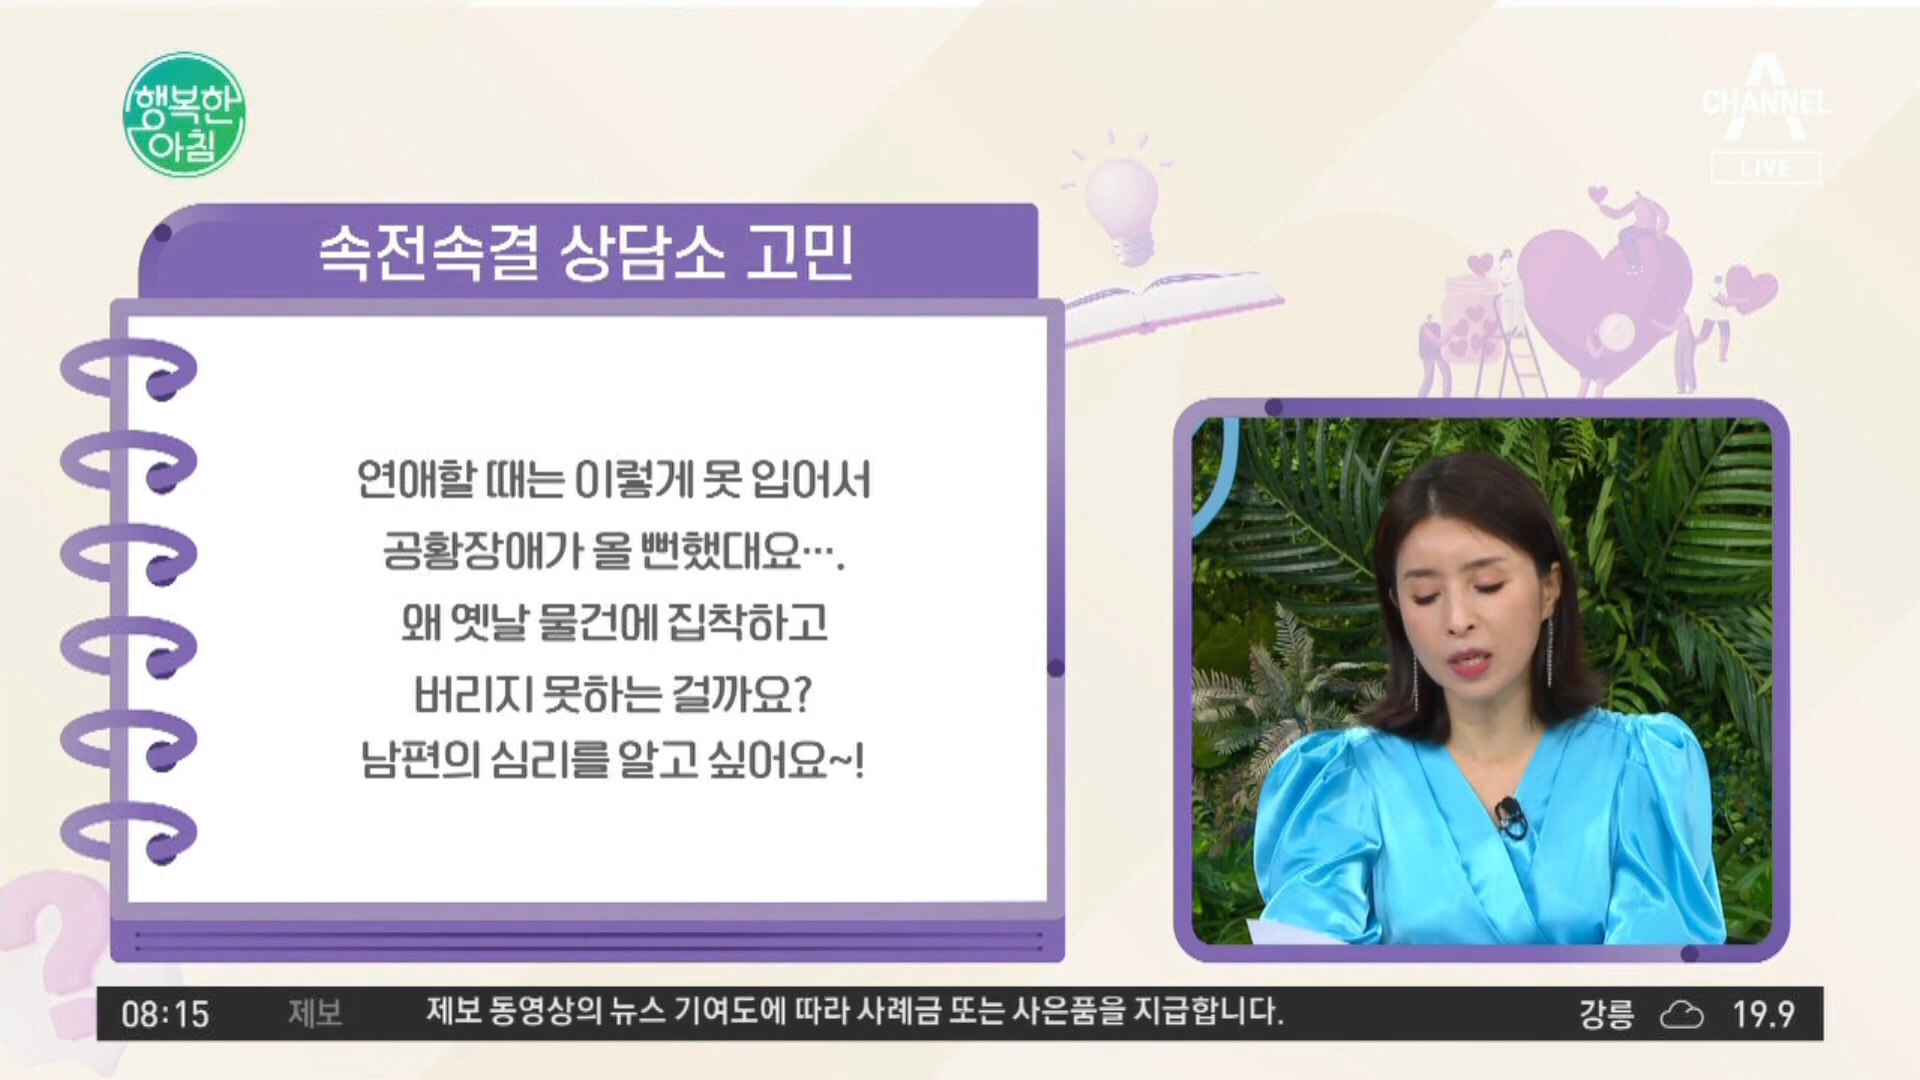 행복한
아침
CHANNEL
A
LIVE
속전속결 상담소 고민
연애할 때는 이렇게 못 입어서
공황장애가 올 뻔했대요….
왜 옛날 물건에 집착하고
버리지 못하는 걸까요?
남편의 심리를 알고 싶어요~!
08:15 제보 제보 동영상의 뉴스 기여도에 따라 사례금 또는 사은품을 지급합니다. 강릉 19.9